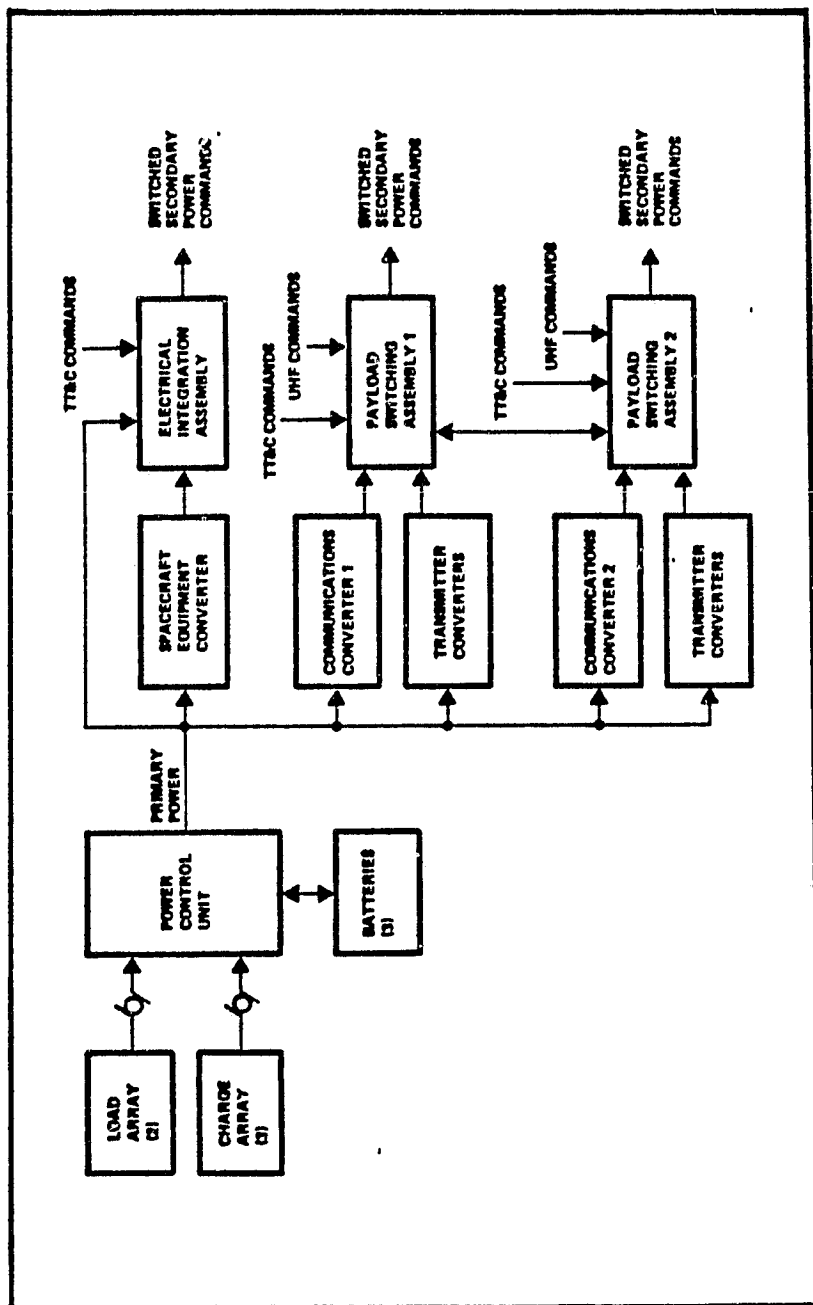 LOAD
ARRAY
(2)
CHARGE
ARRAY
(3)
POWER
CONTROL
UNIT
BATTERIES
(3)
PRIMARY
POWER
SPACECRAFT
EQUIPMENT
CONVERTER
COMMUNICATIONS
CONVERTER 1
TRANSMITTER
CONVERTERS
COMMUNICATIONS
CONVERTER 2
TRANSMITTER
CONVERTERS
TT&C COMMANDS
ELECTRICAL
INTEGRATION
ASSEMBLY
TT&C COMMANDS
UHF COMMANDS
PAYLOAD
SWITCHING
ASSEMBLY 1
TT&C COMMANDS
UHF COMMANDS
PAYLOAD
SWITCHING
ASSEMBLY 2
SWITCHED
SECONDARY
POWER
COMMANDS
SWITCHED
SECONDARY
POWER
COMMANDS
SWITCHED
SECONDARY
POWER
COMMANDS